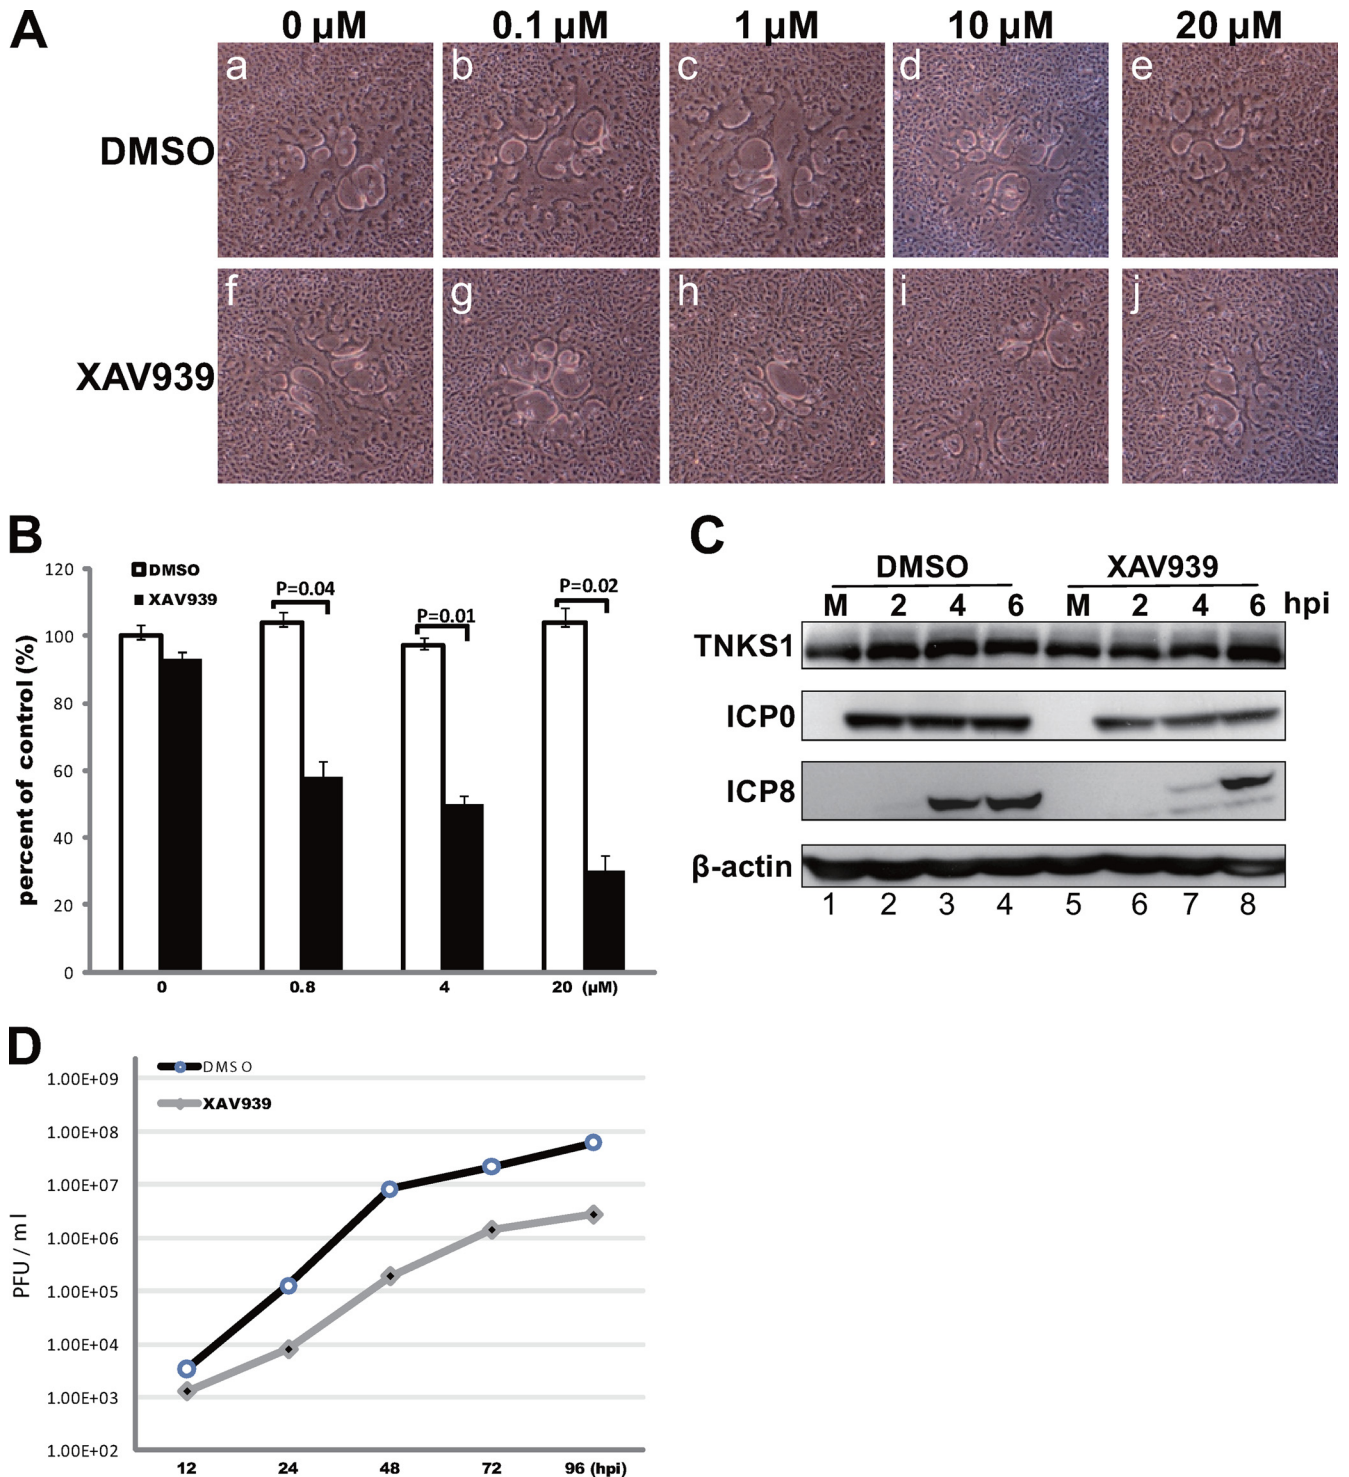 A
0 µM 0.1 µM 1 µM 10 µM 20 µM
DMSO
a b c d e
XAV939
f g h i j
B
percent of control (%)
120
100
80
60
40
20
0
DMSO
XAV939
P=0.04
P=0.01
P=0.02
0 0.8 4 20 (µM)
C
DMSO XAV939
M 2 4 6 M 2 4 6 hpi
TNKS1
ICP0
ICP8
β-actin
1 2 3 4 5 6 7 8
D
PFU / ml
1.00E+09
1.00E+08
1.00E+07
1.00E+06
1.00E+05
1.00E+04
1.00E+03
1.00E+02
DMSO
XAV939
12 24 48 72 96 (hpi)